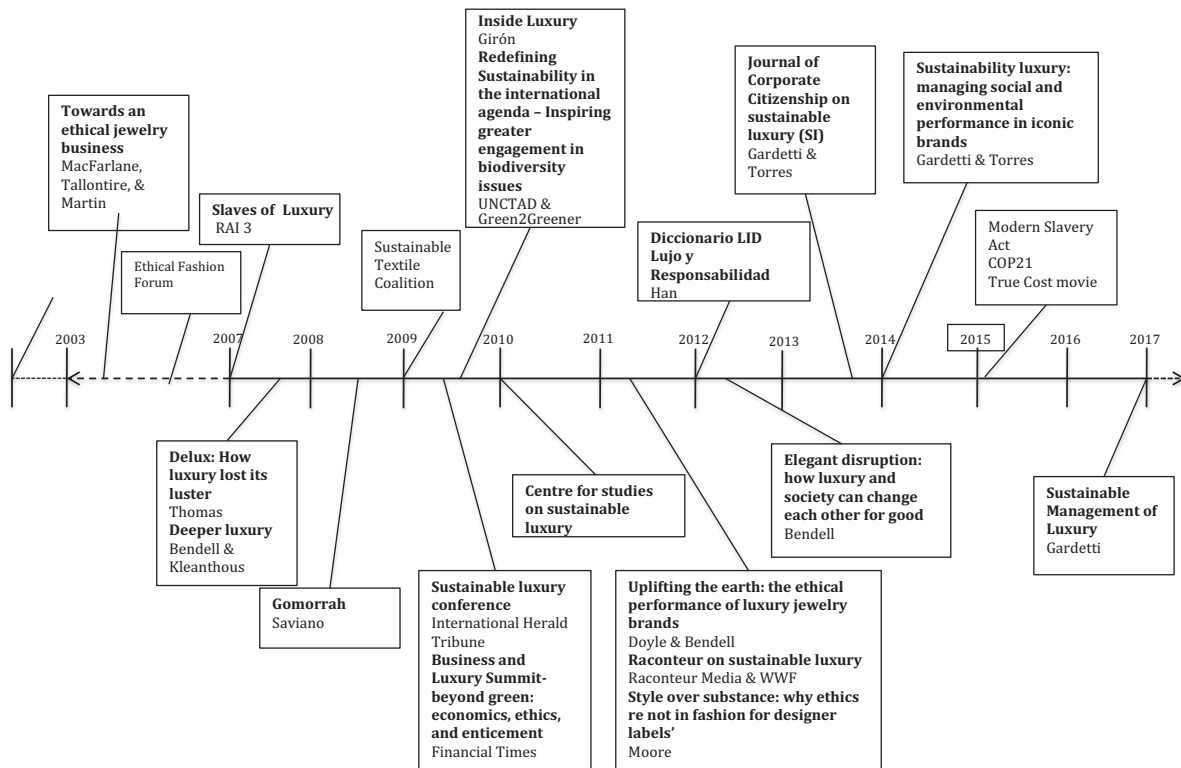 Inside Luxury
Girón
Redefining
Sustainability in
the international
agenda – Inspiring
greater
engagement in
biodiversity
issues
UNCTAD &
Green2Greener
Journal of
Corporate
Citizenship on
sustainable
luxury (SI)
Gardetti &
Torres
Sustainability luxury:
managing social and
environmental
performance in iconic
brands
Gardetti & Torres
Towards an
ethical jewelry
business
MacFarlane,
Tallontire, &
Martin
Slaves of Luxury
RAI 3
Ethical Fashion
Forum
Sustainable
Textile
Coalition
Diccionario LID
Lujo y
Responsabilidad
Han
Modern Slavery
Act
COP21
True Cost movie
2003
2007
2008
2009
2010
2011
2012
2013
2014
2015
2016
2017
Delux: How
luxury lost its
luster
Thomas
Deeper luxury
Bendell &
Kleanthous
Gomorrah
Saviano
Sustainable luxury
conference
International Herald
Tribune
Business and
Luxury Summit-
beyond green:
economics, ethics,
and enticement
Financial Times
Centre for studies
on sustainable
luxury
Uplifting the earth: the ethical
performance of luxury jewelry
brands
Doyle & Bendell
Raconteur on sustainable luxury
Raconteur Media & WWF
Style over substance: why ethics
re not in fashion for designer
labels’
Moore
Elegant disruption:
how luxury and
society can change
each other for good
Bendell
Sustainable
Management of
Luxury
Gardetti